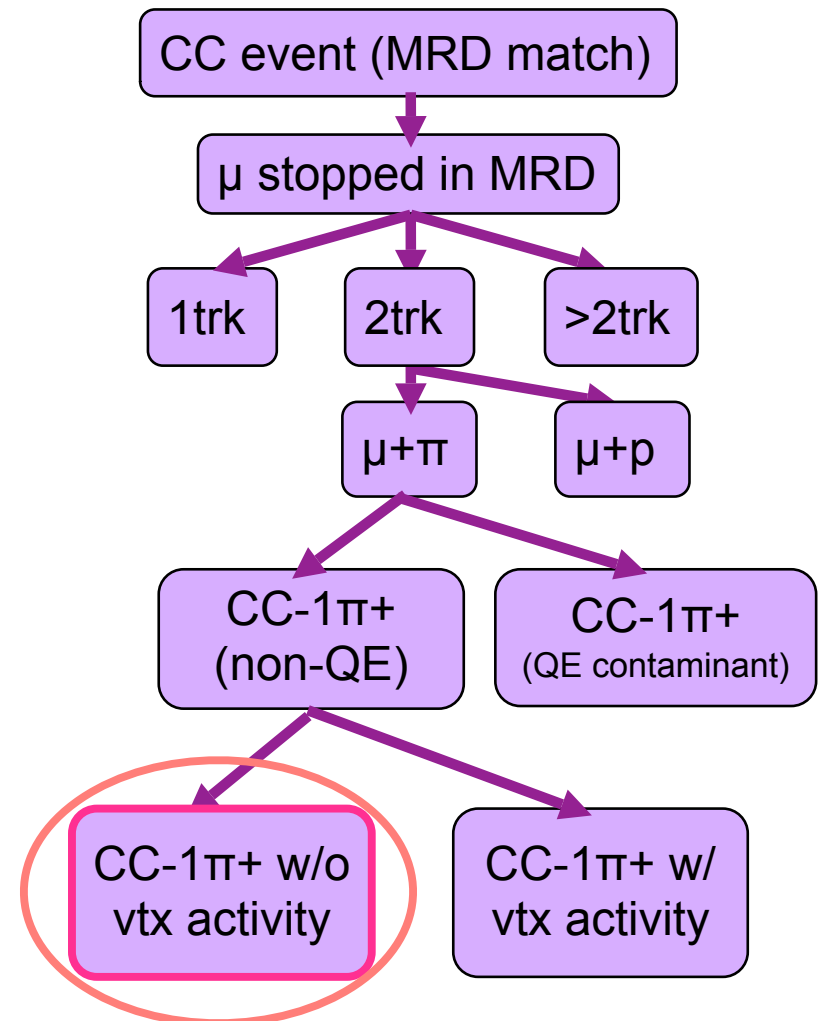 CC event (MRD match)
μ stopped in MRD
1trk
2trk
>2trk
μ+π
μ+p
CC-1π+
(non-QE)
CC-1π+
(QE contaminant)
CC-1π+ w/o
vtx activity
CC-1π+ w/
vtx activity